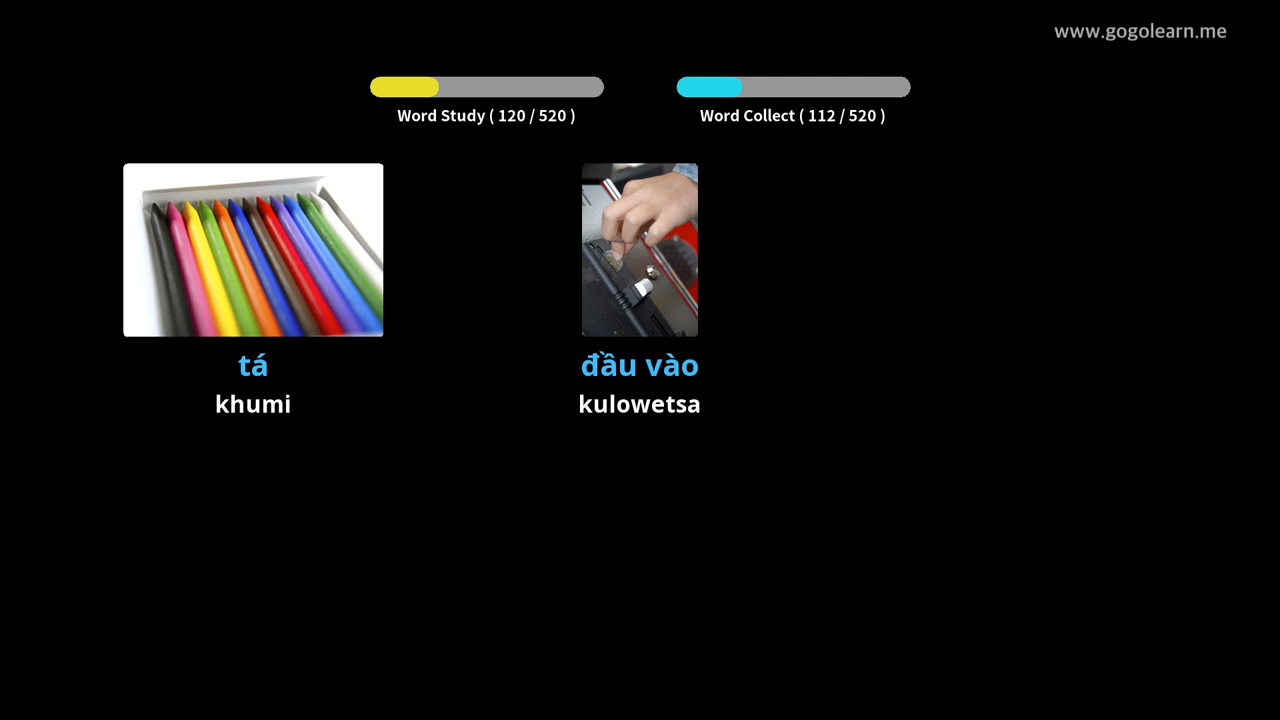 www.gogolearn.me
Word Study ( 120 / 520 )
Word Collect ( 112 / 520 )
tá
đầu vào
khumi
kulowetsa